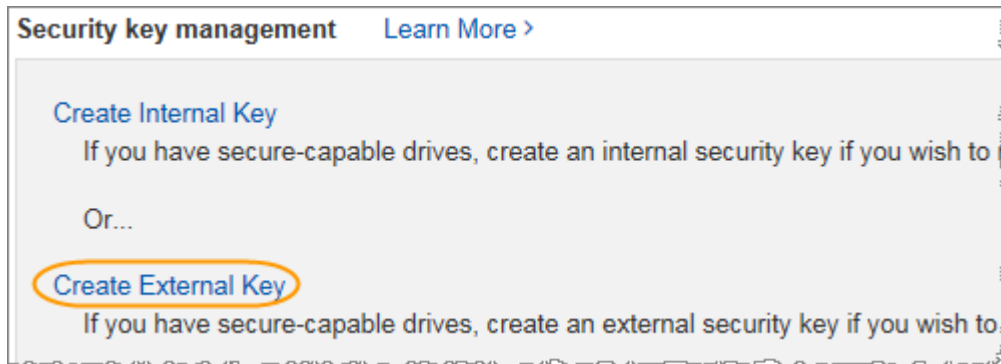 Security key management Learn More >
Create Internal Key
If you have secure-capable drives, create an internal security key if you wish to
Or...
Create External Key
If you have secure-capable drives, create an external security key if you wish to